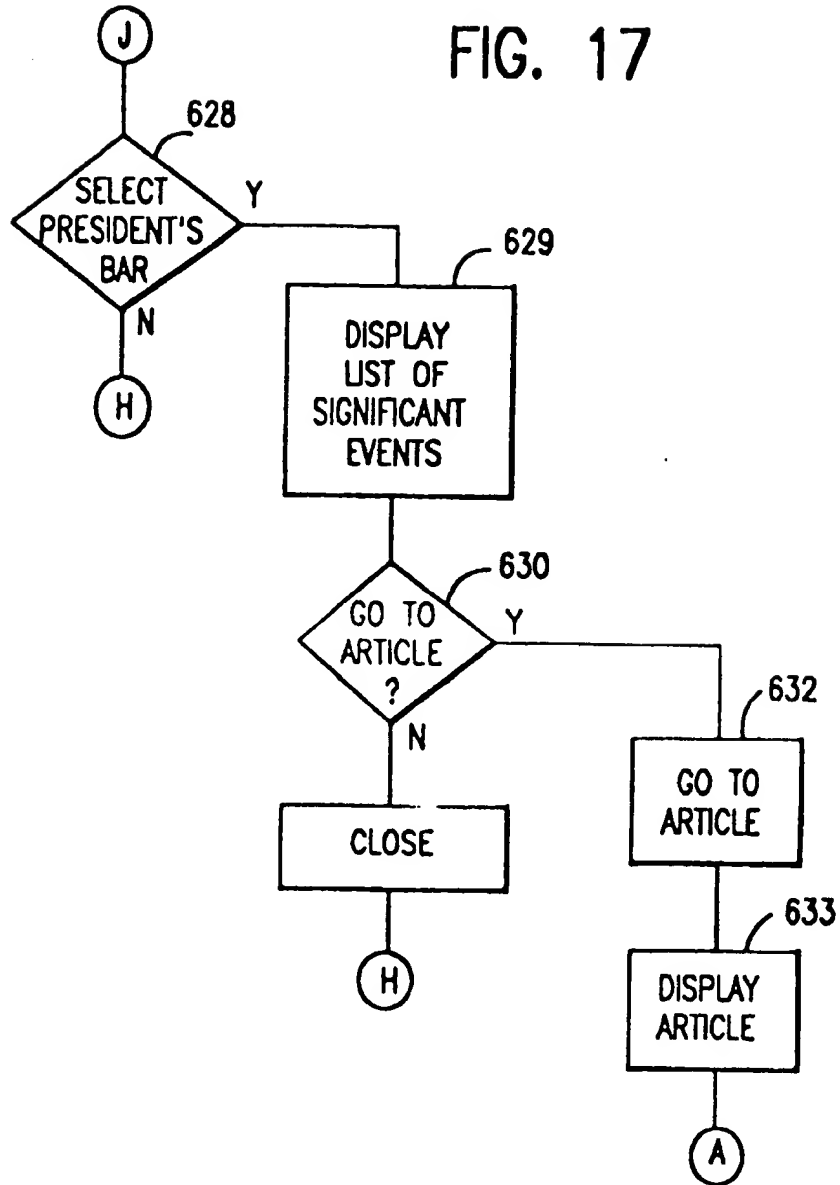 FIG. 17
J
628
SELECT
PRESIDENT'S
BAR
Y
N
H
629
DISPLAY
LIST OF
SIGNIFICANT
EVENTS
630
GO TO
ARTICLE
?
Y
N
CLOSE
H
632
GO TO
ARTICLE
633
DISPLAY
ARTICLE
A